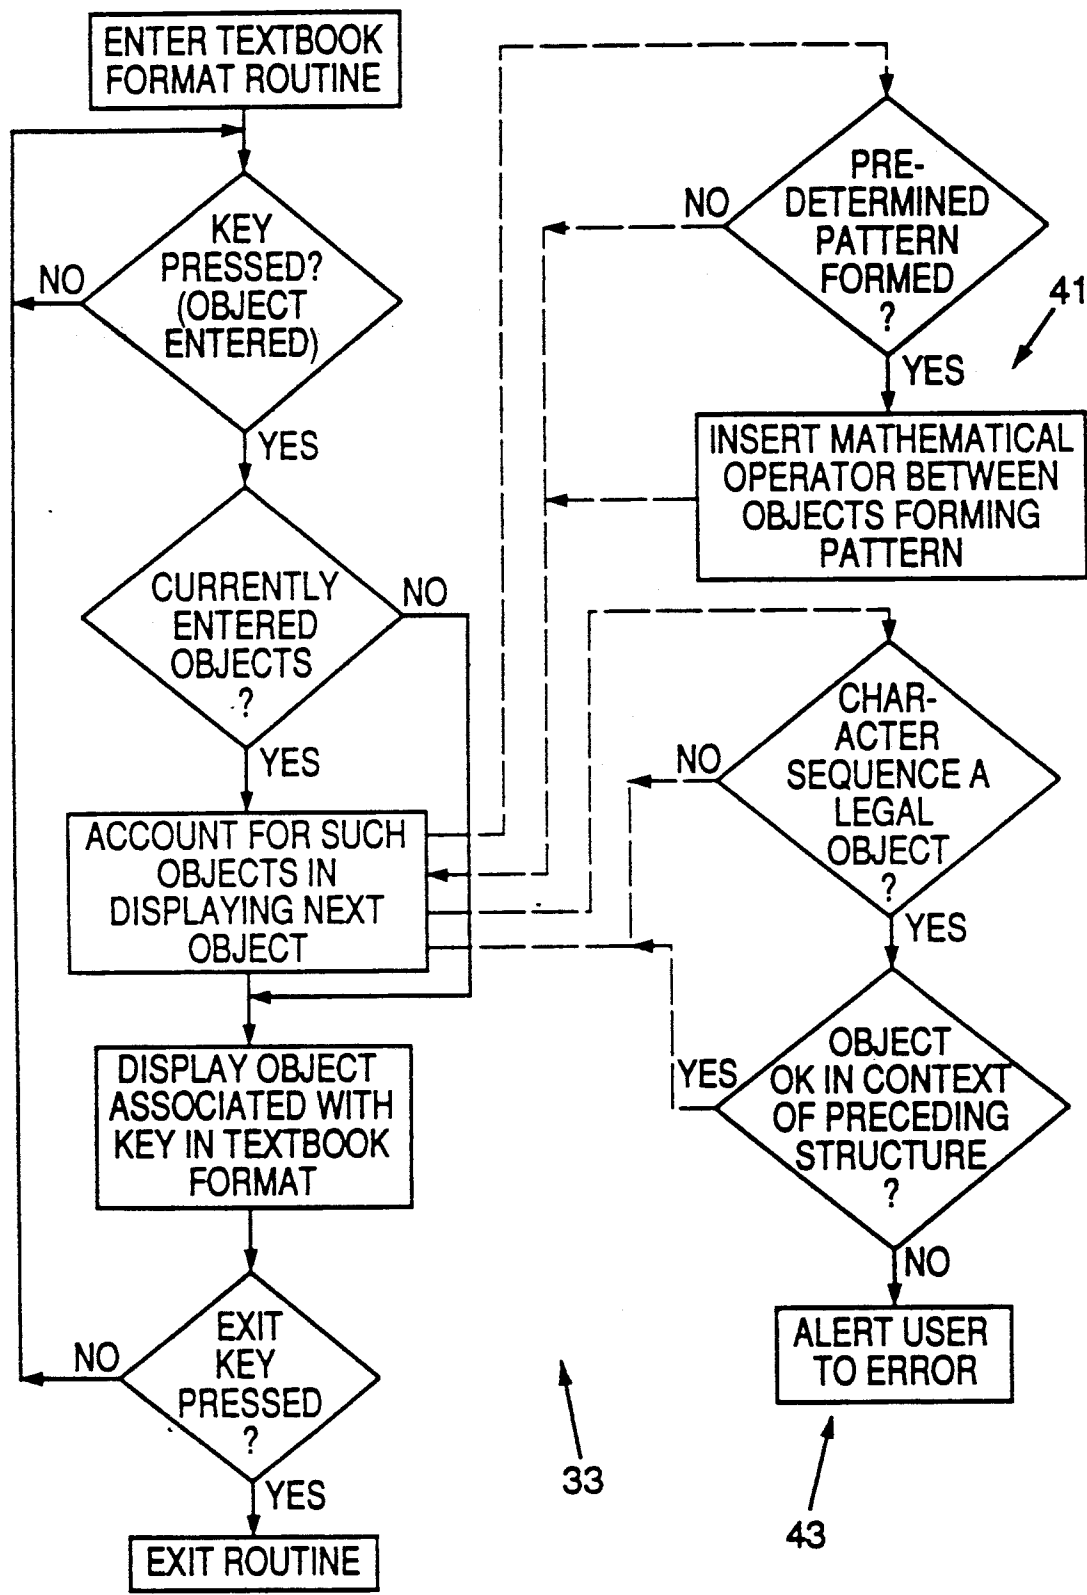 ENTER TEXTBOOK
FORMAT ROUTINE
KEY
PRESSED?
(OBJECT
ENTERED)
NO
YES
CURRENTLY
ENTERED
OBJECTS
?
NO
YES
ACCOUNT FOR SUCH
OBJECTS IN
DISPLAYING NEXT
OBJECT
DISPLAY OBJECT
ASSOCIATED WITH
KEY IN TEXTBOOK
FORMAT
EXIT
KEY
PRESSED
?
NO
YES
EXIT ROUTINE
PRE-
DETERMINED
PATTERN
FORMED
?
NO
YES
41
INSERT MATHEMATICAL
OPERATOR BETWEEN
OBJECTS FORMING
PATTERN
CHAR-
ACTER
SEQUENCE A
LEGAL
OBJECT
?
NO
YES
OBJECT
OK IN CONTEXT
OF PRECEDING
STRUCTURE
?
YES
NO
ALERT USER
TO ERROR
33
43